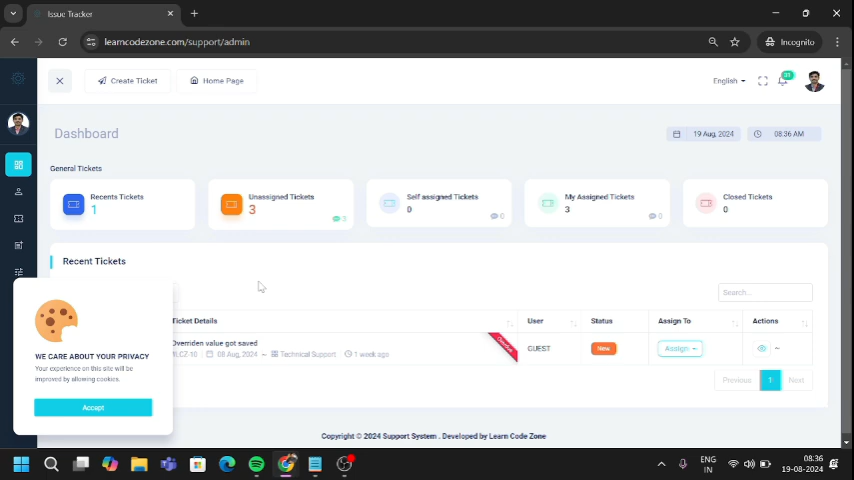 Issue Tracker
learncodezone.com/support/admin
Incognito
Create Ticket
Home Page
English
31
Dashboard
19 Aug, 2024
08:36 AM
General Tickets
Recents Tickets
1
Unassigned Tickets
3
3
Self assigned Tickets
0
0
My Assigned Tickets
3
0
Closed Tickets
0
Recent Tickets
Search...
Ticket Details
User
Status
Assign To
Actions
Overriden value got saved
MLCZ-10
08 Aug, 2024 ~
Technical Support
1 week ago
Overdue
GUEST
New
Assign ~
~
Previous
1
Next
WE CARE ABOUT YOUR PRIVACY
Your experience on this site will be
improved by allowing cookies.
Accept
Copyright © 2024 Support System . Developed by Learn Code Zone
ENG
IN
08:36
19-08-2024